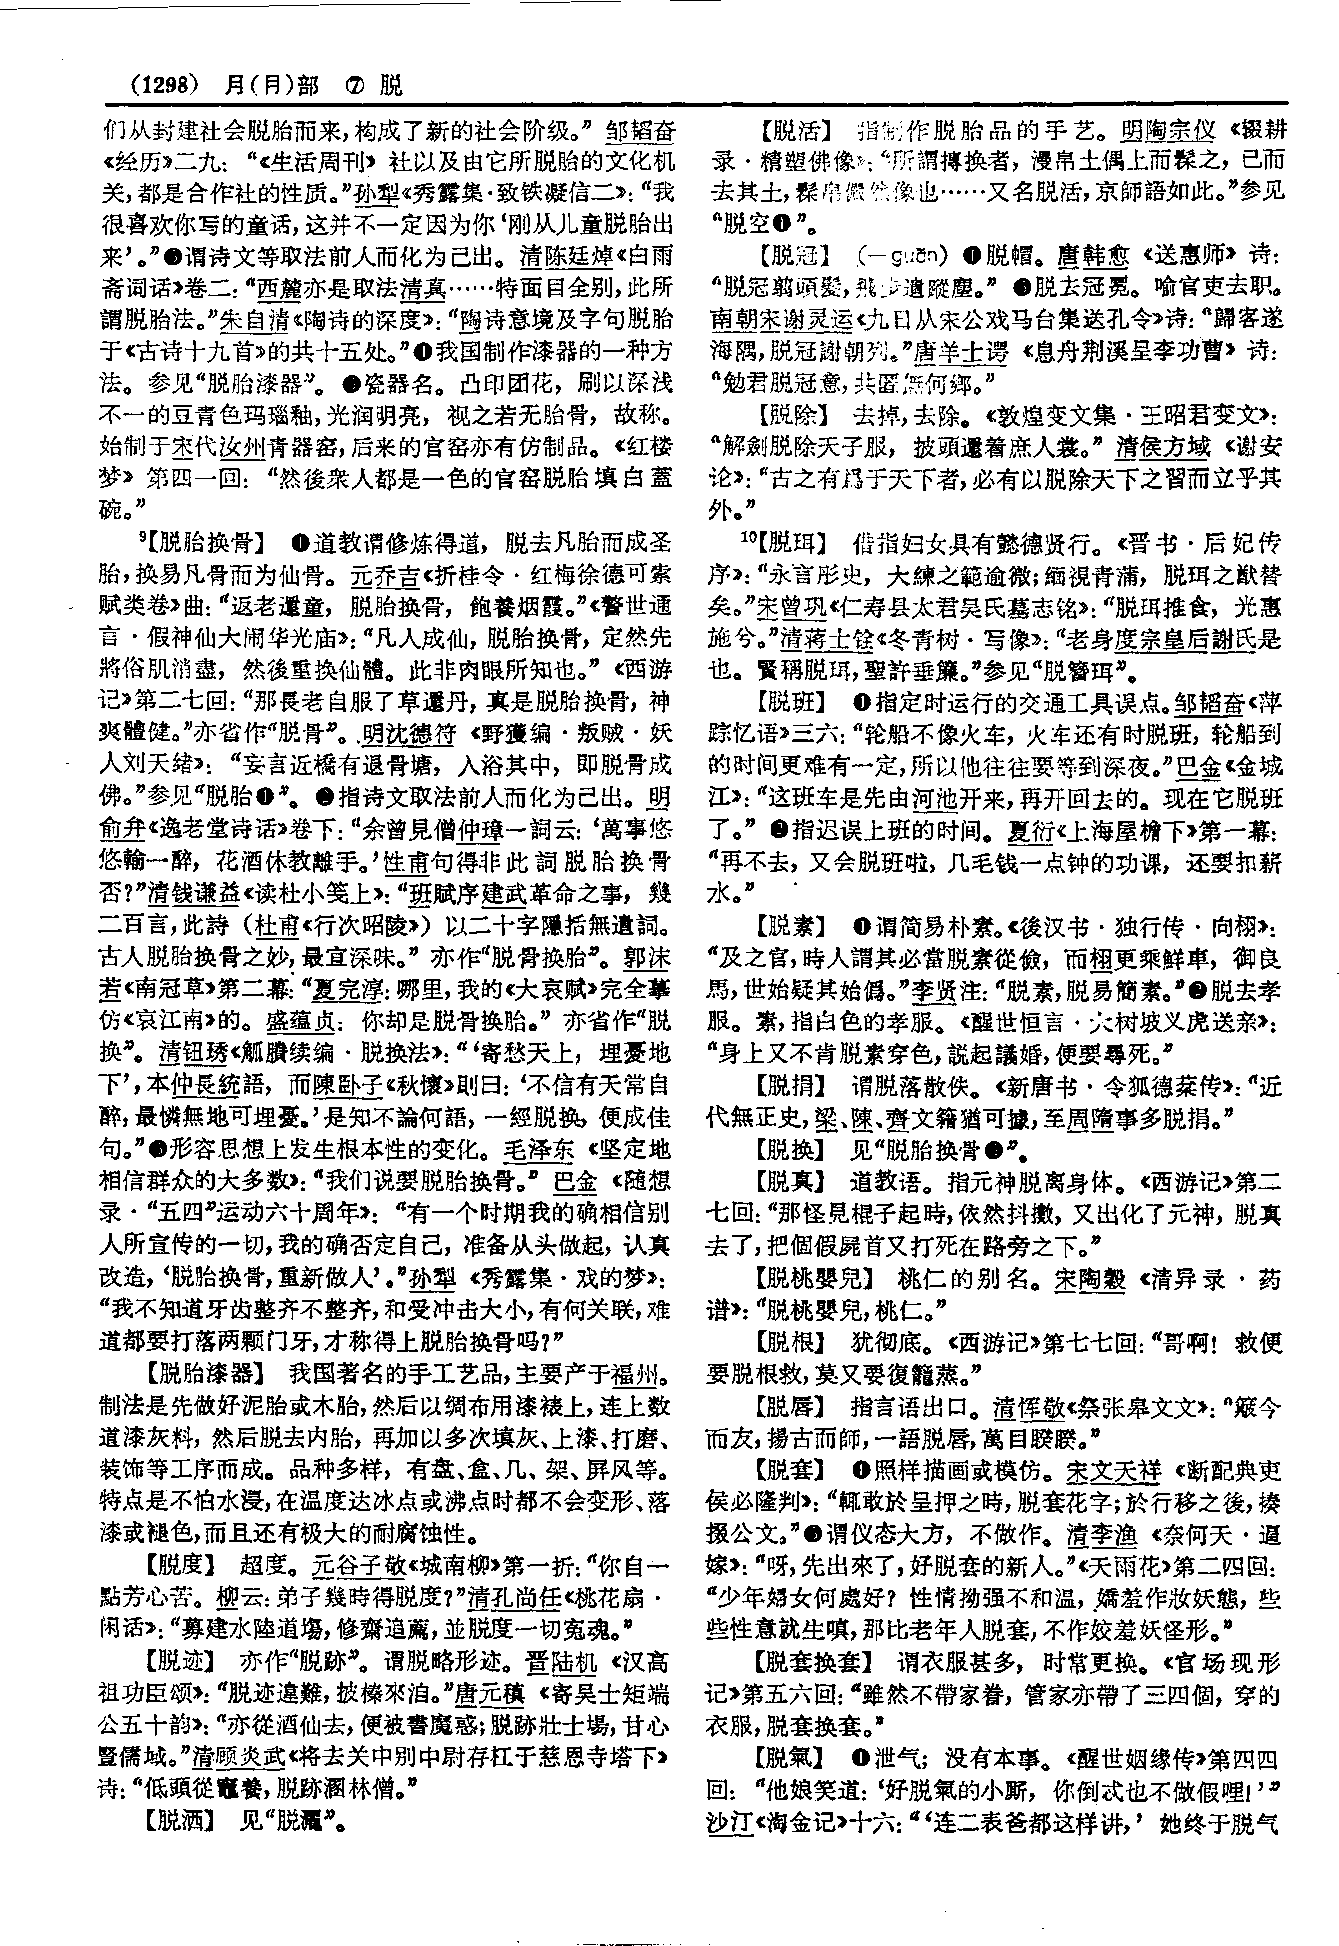 (1298) 月(⺝)部 ⑦ 脱
们从封建社会脱胎而来,构成了新的社会阶级。”邹韬奋
《经历》二九:“《生活周刊》社以及由它所脱胎的文化机
关,都是合作社的性质。”孙犁《秀露集·致铁凝信二》:“我
很喜欢你写的童话,这并不一定因为你‘刚从儿童脱胎出
来’。”❸谓诗文等取法前人而化为己出。清陈廷焯《白雨
斋词话》卷二:“西麓亦是取法清真……特面目全别,此所
謂脱胎法。”朱自清《陶诗的深度》:“陶诗意境及字句脱胎
于《古诗十九首》的共十五处。”❹我国制作漆器的一种方
法。参见“脱胎漆器”。❺瓷器名。凸印团花,刷以深浅
不一的豆青色玛瑙釉,光润明亮,视之若无胎骨,故称。
始制于宋代汝州青器窑,后来的官窑亦有仿制品。《红楼
梦》第四一回:“然後衆人都是一色的官窑脱胎填白蓋
碗。”
⁹【脱胎换骨】 ❶道教谓修炼得道,脱去凡胎而成圣
胎,换易凡骨而为仙骨。元乔吉《折桂令·红梅徐德可索
赋类卷》曲:“返老還童,脱胎换骨,飽養烟霞。”《警世通
言·假神仙大闹华光庙》:“凡人成仙,脱胎换骨,定然先
將俗肌消盡,然後重换仙體。此非肉眼所知也。”《西游
记》第二七回:“那長老自服了草還丹,真是脱胎换骨,神
爽體健。”亦省作“脱骨”。明沈德符《野獲编·叛贼·妖
人刘天绪》:“妄言近橋有退骨塘,入浴其中,即脱骨成
佛。”参见“脱胎❶”。❷指诗文取法前人而化为己出。明
俞弁《逸老堂诗话》卷下:“余曾見僧仲璋一詞云:‘萬事悠
悠輸一醉,花酒休教離手。’性甫句得非此詞脱胎换骨
否?”清钱谦益《读杜小笺上》:“班賦序建武革命之事,幾
二百言,此詩(杜甫《行次昭陵》)以二十字隱括無遺詞。
古人脱胎换骨之妙,最宜深味。”亦作“脱骨换胎”。郭沫
若《南冠草》第二幕:“夏完淳:哪里,我的《大哀赋》完全摹
仿《哀江南》的。盛蕴贞:你却是脱骨换胎。”亦省作“脱
换”。清钮琇《觚賸续编·脱换法》:“‘寄愁天上,埋憂地
下’,本仲長統語,而陳卧子《秋懷》則曰:‘不信有天常自
醉,最憐無地可埋憂。’是知不論何語,一經脱换,便成佳
句。”❸形容思想上发生根本性的变化。毛泽东《坚定地
相信群众的大多数》:“我们说要脱胎换骨。”巴金《随想
录·“五四”运动六十周年》:“有一个时期我的确相信别
人所宣传的一切,我的确否定自己,准备从头做起,认真
改造,‘脱胎换骨,重新做人’。”孙犁《秀露集·戏的梦》:
“我不知道牙齿整齐不整齐,和受冲击大小,有何关联,难
道都要打落两颗门牙,才称得上脱胎换骨吗?”
【脱胎漆器】 我国著名的手工艺品,主要产于福州。
制法是先做好泥胎或木胎,然后以绸布用漆裱上,连上数
道漆灰料,然后脱去内胎,再加以多次填灰、上漆、打磨、
装饰等工序而成。品种多样,有盘、盒、几、架、屏风等。
特点是不怕水浸,在温度达冰点或沸点时都不会变形、落
漆或褪色,而且还有极大的耐腐蚀性。
【脱度】 超度。元谷子敬《城南柳》第一折:“你自一
點芳心苦。柳云:弟子幾時得脱度?”清孔尚任《桃花扇·
闲话》:“募建水陸道場,修齋追薦,並脱度一切冤魂。”
【脱迹】 亦作“脱跡”。谓脱略形迹。晋陆机《汉高
祖功臣颂》:“脱迹違難,披榛來洎。”唐元稹《寄吴士矩端
公五十韵》:“亦從酒仙去,便被書魔惑;脱跡壯士場,甘心
豎儒域。”清顾炎武《将去关中别中尉存杠于慈恩寺塔下》
诗:“低頭從竈養,脱跡溷林僧。”
【脱洒】 见“脱灑”。
【脱活】 指制作脱胎品的手艺。明陶宗仪《辍耕
录·精塑佛像》:“所謂摶换者,漫帛土偶上而髹之,已而
去其土,髹帛儼然像也……又名脱活,京師語如此。”参见
“脱空❶”。
【脱冠】 (—guān) ❶脱帽。唐韩愈《送惠师》诗:
“脱冠剪頭髮,飛步遺蹤塵。” ❷脱去冠冕。喻官吏去职。
南朝宋谢灵运《九日从宋公戏马台集送孔令》诗:“歸客遂
海隅,脱冠謝朝列。”唐羊士谔《息舟荆溪呈李功曹》诗:
“勉君脱冠意,共匿無何鄉。”
【脱除】 去掉,去除。《敦煌变文集·王昭君变文》:
“解劍脱除天子服,披頭還着庶人裳。”清侯方域《谢安
论》:“古之有爲于天下者,必有以脱除天下之習而立乎其
外。”
¹⁰【脱珥】 借指妇女具有懿德贤行。《晋书·后妃传
序》:“永言彤史,大練之範逾微;緬視青蒲,脱珥之猷替
矣。”宋曾巩《仁寿县太君吴氏墓志铭》:“脱珥推食,光惠
施兮。”清蒋士铨《冬青树·写像》:“老身度宗皇后謝氏是
也。賢稱脱珥,聖許垂簾。”参见“脱簪珥”。
【脱班】 ❶指定时运行的交通工具误点。邹韬奋《萍
踪忆语》三六:“轮船不像火车,火车还有时脱班,轮船到
的时间更难有一定,所以他往往要等到深夜。”巴金《金城
江》:“这班车是先由河池开来,再开回去的。现在它脱班
了。” ❷指迟误上班的时间。夏衍《上海屋檐下》第一幕:
“再不去,又会脱班啦,几毛钱一点钟的功课,还要扣薪
水。”
【脱素】 ❶谓简易朴素。《後汉书·独行传·向栩》:
“及之官,時人謂其必當脱素從儉,而栩更乘鮮車,御良
馬,世始疑其始僞。”李贤注:“脱素,脱易簡素。”❷脱去孝
服。素,指白色的孝服。《醒世恒言·大树坡义虎送亲》:
“身上又不肯脱素穿色,説起議婚,便要尋死。”
【脱捐】 谓脱落散佚。《新唐书·令狐德棻传》:“近
代無正史,梁、陳、齊文籍猶可據,至周隋事多脱捐。”
【脱换】 见“脱胎换骨❷”。
【脱真】 道教语。指元神脱离身体。《西游记》第二
七回:“那怪見棍子起時,依然抖擻,又出化了元神,脱真
去了,把個假屍首又打死在路旁之下。”
【脱桃嬰兒】 桃仁的别名。宋陶穀《清异录·药
谱》:“脱桃嬰兒,桃仁。”
【脱根】 犹彻底。《西游记》第七七回:“哥啊!救便
要脱根救,莫又要復籠蒸。”
【脱唇】 指言语出口。清恽敬《祭张皋文文》:“簸今
而友,揚古而師,一語脱唇,萬目睽睽。”
【脱套】 ❶照样描画或模仿。宋文天祥《断配典吏
侯必隆判》:“輒敢於呈押之時,脱套花字;於行移之後,揍
掇公文。”❷谓仪态大方,不做作。清李渔《奈何天·逼
嫁》:“呀,先出來了,好脱套的新人。”《天雨花》第二四回:
“少年婦女何處好?性情拗强不和温,嬌羞作妝妖態,些
些性意就生嗔,那比老年人脱套,不作姣羞妖怪形。”
【脱套换套】 谓衣服甚多,时常更换。《官场现形
记》第五六回:“雖然不帶家眷,管家亦帶了三四個,穿的
衣服,脱套换套。”
【脱氣】 ❶泄气;没有本事。《醒世姻缘传》第四四
回:“他娘笑道:‘好脱氣的小厮,你倒忒也不做假哩!’”
沙汀《淘金记》十六:“‘连二表爸都这样讲,’她终于脱气